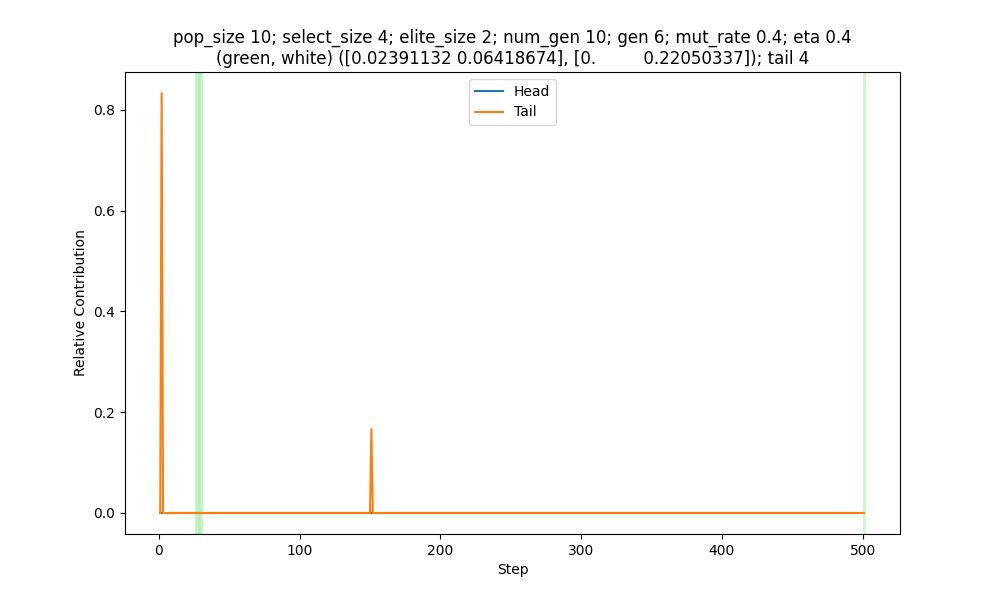 pop_size 10; select_size 4; elite_size 2; num_gen 10; gen 6; mut_rate 0.4; eta 0.4
(green, white) ([0.02391132 0.06418674], [0.         0.22050337]); tail 4
Head
Tail
Relative Contribution
0.8
0.6
0.4
0.2
0.0
0
100
200
300
400
500
Step